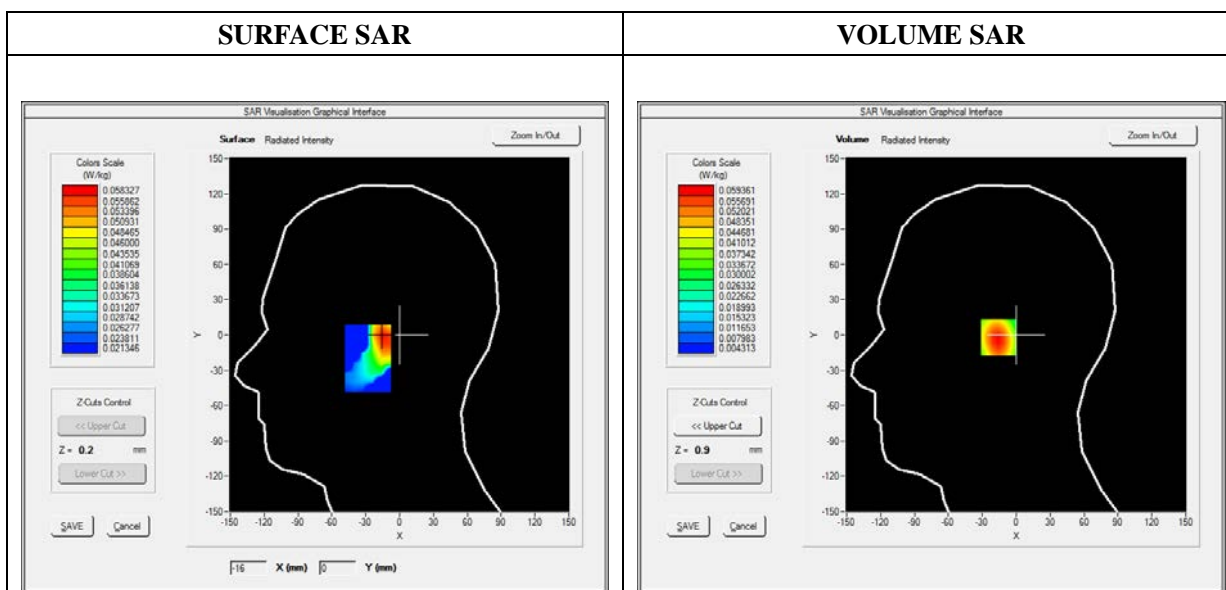 SURFACE SAR
VOLUME SAR
SAR Visualisation Graphical Interface
Surface Radiated Intensity
Zoom In/Out
Colors Scale
(W/kg)
0.058327
0.055862
0.053396
0.050931
0.048465
0.046000
0.043535
0.041069
0.038604
0.036138
0.033673
0.031207
0.028742
0.026277
0.023811
0.021346
Z-Cuts Control
<< Upper Cut
Z = 0.2 mm
Lower Cut >>
SAVE Cancel
150
120
90
60
30
0
-30
-60
-90
-120
-150
Y
-150 -120 -90 -60 -30 0 30 60 90 120 150
X
-16 X (mm) 0 Y (mm)
SAR Visualisation Graphical Interface
Volume Radiated Intensity
Zoom In/Out
Colors Scale
(W/kg)
0.059361
0.055691
0.052021
0.048351
0.044681
0.041012
0.037342
0.033672
0.030002
0.026332
0.022662
0.018993
0.015323
0.011653
0.007983
0.004313
Z-Cuts Control
<< Upper Cut
Z = 0.9 mm
Lower Cut >>
SAVE Cancel
150
120
90
60
30
0
-30
-60
-90
-120
-150
Y
-150 -120 -90 -60 -30 0 30 60 90 120 150
X